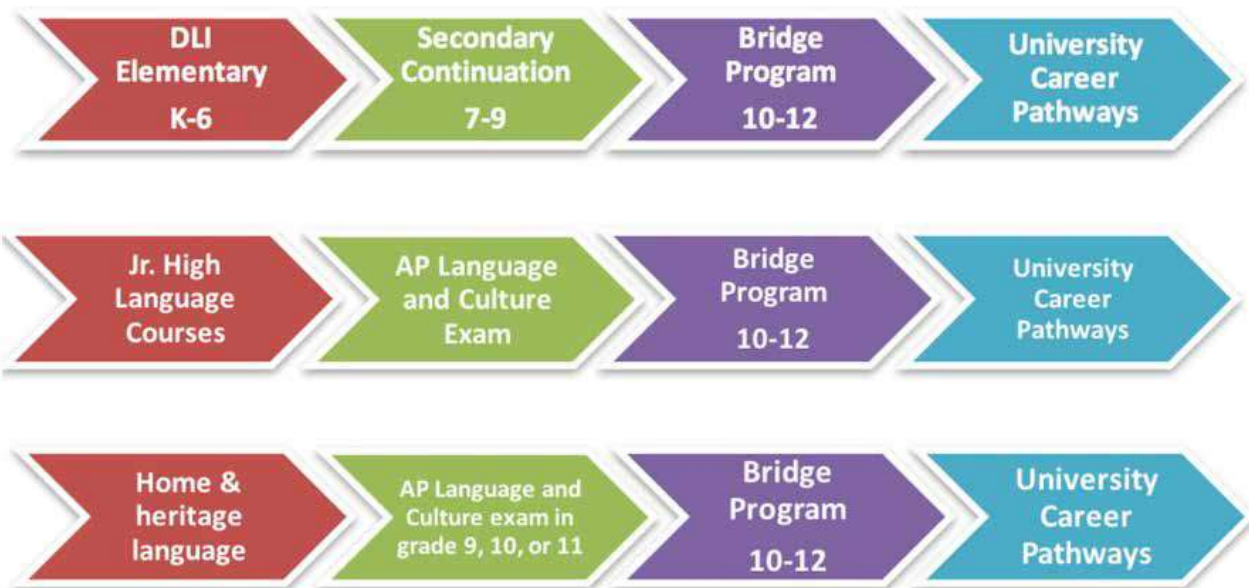 DLI
Elementary
K-6
Secondary
Continuation
7-9
Bridge
Program
10-12
University
Career
Pathways
Jr. High
Language
Courses
AP Language
and Culture
Exam
Bridge
Program
10-12
University
Career
Pathways
Home &
heritage
language
AP Language and
Culture exam in
grade 9, 10, or 11
Bridge
Program
10-12
University
Career
Pathways